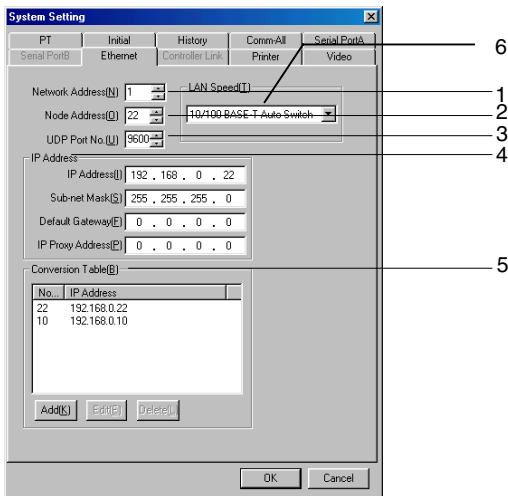 System Setting
PT Initial History Comm-All Serial PortA
Serial PortB Ethernet Controller Link Printer Video
6
Network Address(N) 1
LAN Speed(T)
1
Node Address(O) 22
10/100 BASE-T Auto Switch
2
UDP Port No.(U) 9600
3
IP Address
4
IP Address(I) 192 . 168 . 0 . 22
Sub-net Mask(S) 255 . 255 . 255 . 0
Default Gateway(F) 0 . 0 . 0 . 0
IP Proxy Address(P) 0 . 0 . 0 . 0
Conversion Table(B)
5
No... IP Address
22 192.168.0.22
10 192.168.0.10
Add(K) Edit(E) Delete(L)
OK Cancel